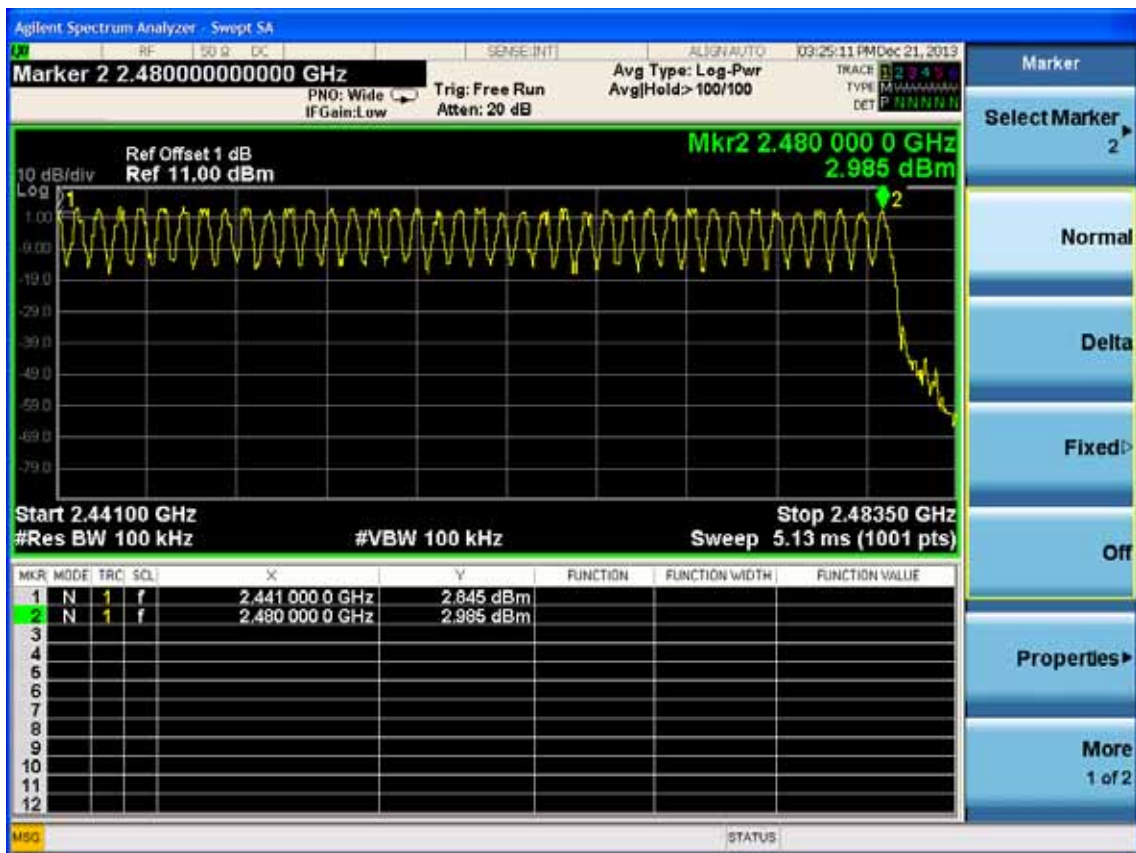 Agilent Spectrum Analyzer - Swept SA
RF 50 Ω DC SENSE:INT ALIGN AUTO 03:25:11 PM Dec 21, 2013
Marker 2 2.480000000000 GHz
PNO: Wide
IFGain:Low
Trig: Free Run
Atten: 20 dB
Avg Type: Log-Pwr
Avg|Hold:> 100/100
TRACE 1 2 3 4 5 6
TYPE M
DET P N N N N N
Mkr2 2.480 000 0 GHz
2.985 dBm
Ref Offset 1 dB
10 dB/div Ref 11.00 dBm
Log
1
2
1.00
-9.00
-19.0
-29.0
-39.0
-49.0
-59.0
-69.0
-79.0
Start 2.44100 GHz Stop 2.48350 GHz
#Res BW 100 kHz #VBW 100 kHz Sweep 5.13 ms (1001 pts)
MKR MODE TRC SCL X Y FUNCTION FUNCTION WIDTH FUNCTION VALUE
1 N 1 f 2.441 000 0 GHz 2.845 dBm
2 N 1 f 2.480 000 0 GHz 2.985 dBm
3
4
5
6
7
8
9
10
11
12
MSG STATUS
Marker
Select Marker
2
Normal
Delta
Fixed
Off
Properties
More
1 of 2